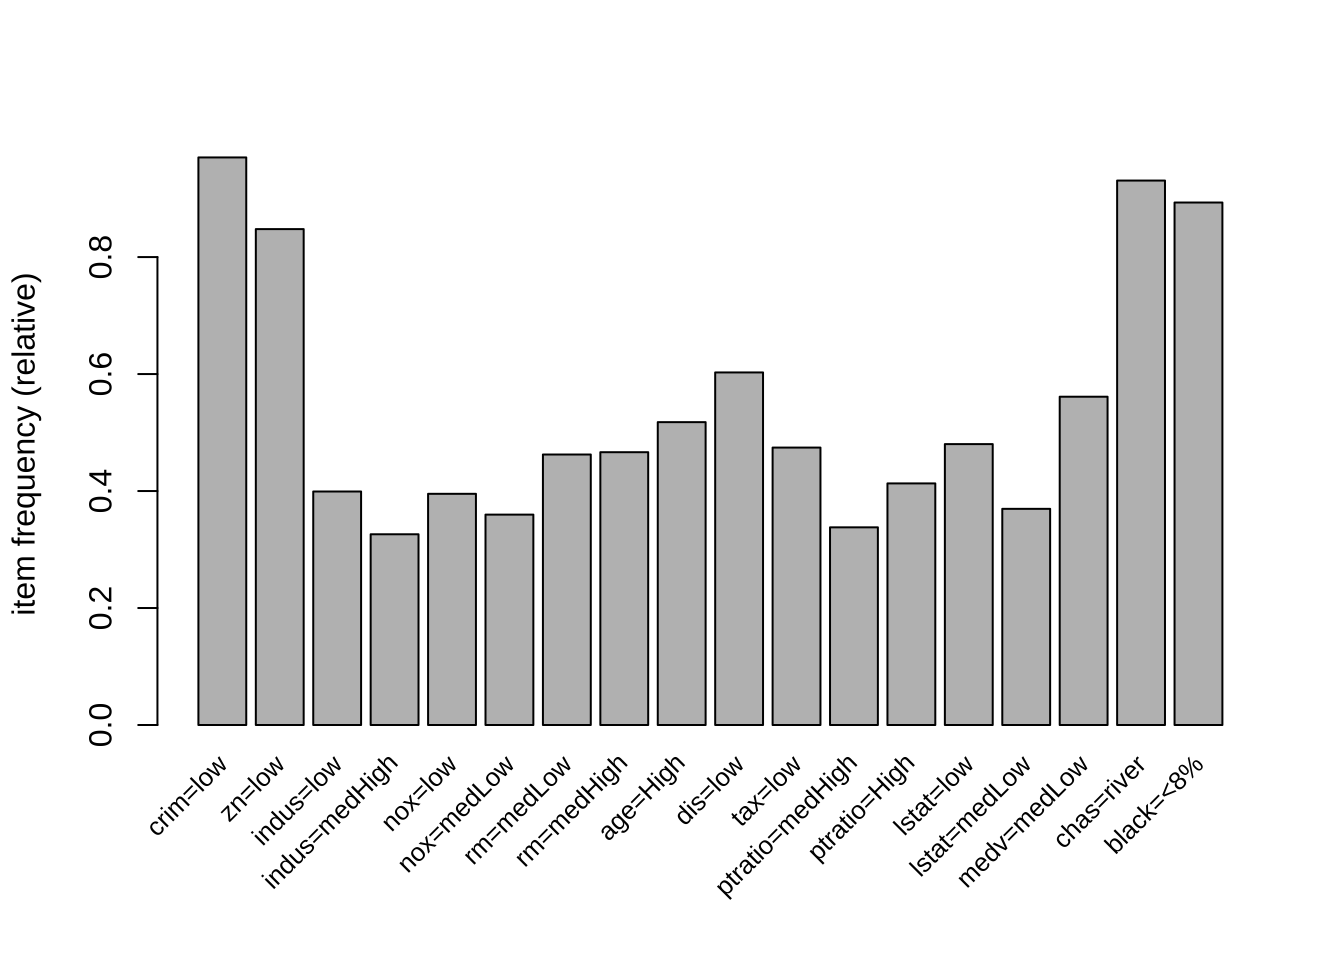 item frequency (relative)
0.8
0.6
0.4
0.2
0.0
crim=low
zn=low
indus=low
indus=medHigh
nox=low
nox=medLow
rm=medLow
rm=medHigh
age=High
dis=low
tax=low
ptratio=medHigh
ptratio=High
lstat=low
lstat=medLow
medv=medLow
chas=river
black=<8%